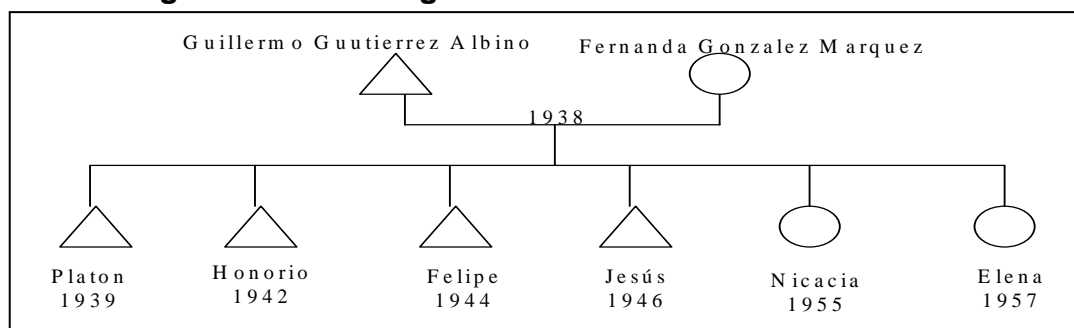 Guillermo Guutierrez Albino
Fernanda Gonzalez Marquez
1938
Platon
1939
Honorio
1942
Felipe
1944
Jesús
1946
Nicacia
1955
Elena
1957